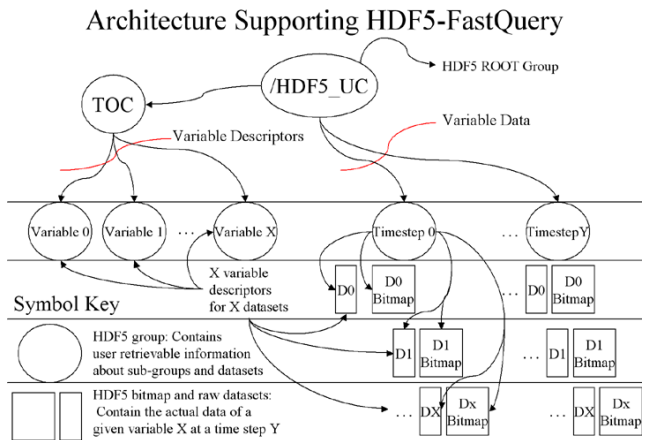 Architecture Supporting HDF5-FastQuery
/HDF5_UC
HDF5 ROOT Group
TOC
Variable Descriptors
Variable Data
Variable 0
Variable 1
...
Variable X
Timestep 0
...
TimestepY
X variable
descriptors
for X datasets
D0
D0
Bitmap
...
D0
D0
Bitmap
Symbol Key
HDF5 group: Contains
user retrievable information
about sub-groups and datasets
D1
D1
Bitmap
...
D1
D1
Bitmap
HDF5 bitmap and raw datasets:
Contain the actual data of a
given variable X at a time step Y
...
DX
Dx
Bitmap
...
DX
Dx
Bitmap